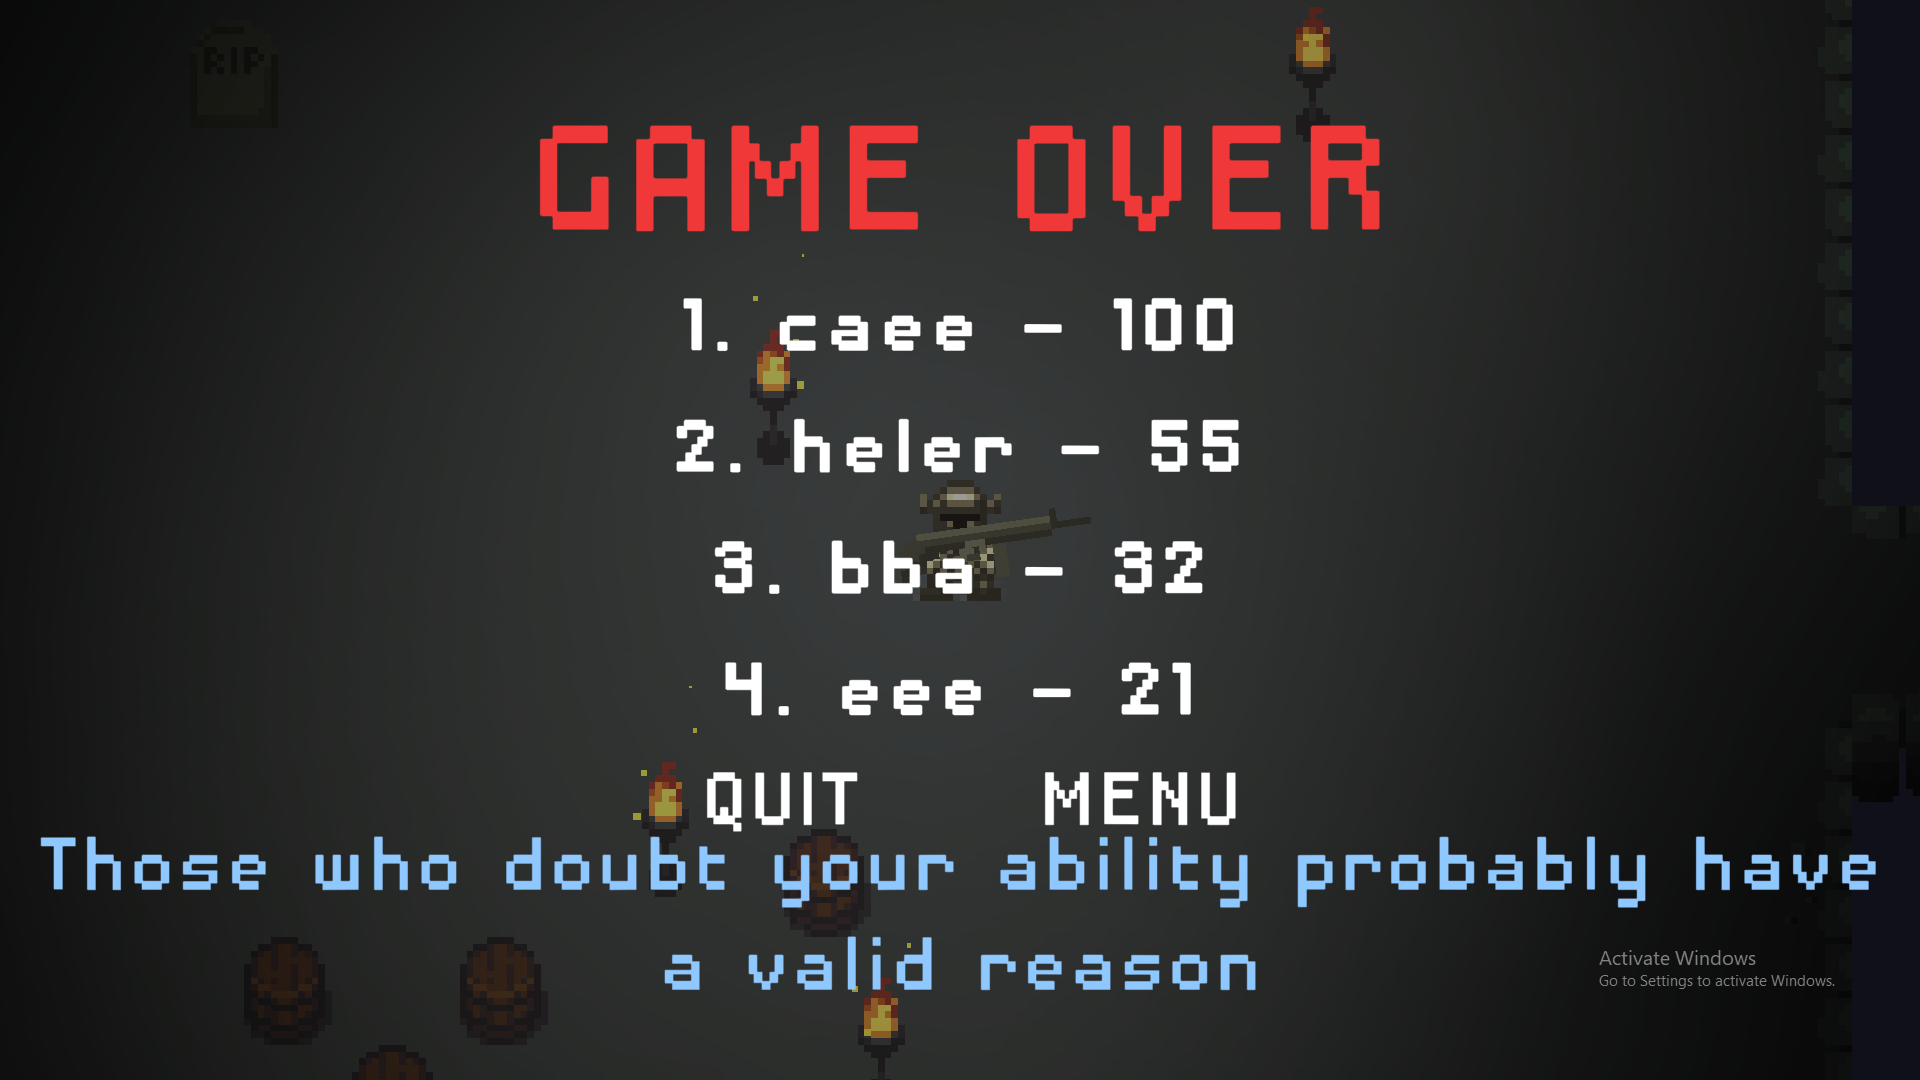 RIP
GAME OVER
1. caee - 100
2. heler - 55
3. bba - 32
4. eee - 21
QUIT MENU
Those who doubt your ability probably have
a valid reason
Activate Windows
Go to Settings to activate Windows.